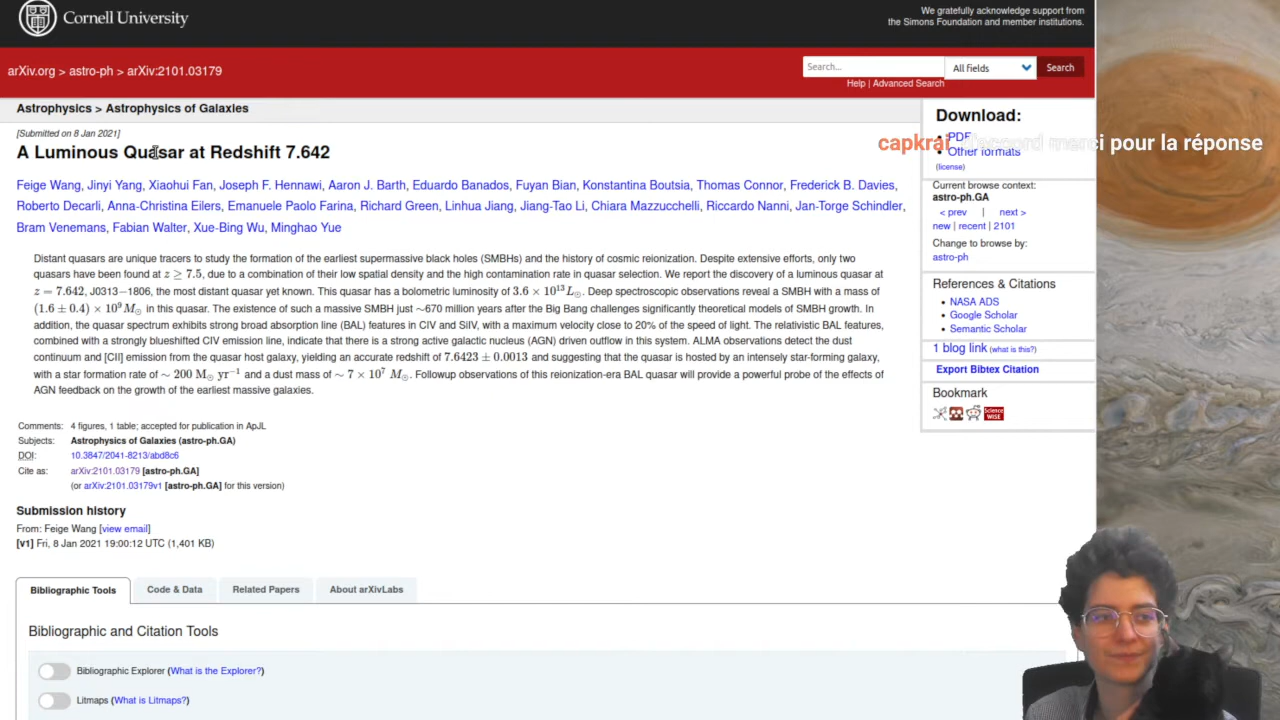 Cornell University
We gratefully acknowledge support from
the Simons Foundation and member institutions.
arXiv.org > astro-ph > arXiv:2101.03179
Search...
All fields
Search
Help | Advanced Search
Astrophysics > Astrophysics of Galaxies
[Submitted on 8 Jan 2021]
A Luminous Quasar at Redshift 7.642
Feige Wang, Jinyi Yang, Xiaohui Fan, Joseph F. Hennawi, Aaron J. Barth, Eduardo Banados, Fuyan Bian, Konstantina Boutsia, Thomas Connor, Frederick B. Davies,
Roberto Decarli, Anna-Christina Eilers, Emanuele Paolo Farina, Richard Green, Linhua Jiang, Jiang-Tao Li, Chiara Mazzucchelli, Riccardo Nanni, Jan-Torge Schindler,
Bram Venemans, Fabian Walter, Xue-Bing Wu, Minghao Yue
Distant quasars are unique tracers to study the formation of the earliest supermassive black holes (SMBHs) and the history of cosmic reionization. Despite extensive efforts, only two
quasars have been found at z ≥ 7.5, due to a combination of their low spatial density and the high contamination rate in quasar selection. We report the discovery of a luminous quasar at
z = 7.642, J0313−1806, the most distant quasar yet known. This quasar has a bolometric luminosity of 3.6 × 10¹³L⊙. Deep spectroscopic observations reveal a SMBH with a mass of
(1.6 ± 0.4) × 10⁹M⊙ in this quasar. The existence of such a massive SMBH just ~670 million years after the Big Bang challenges significantly theoretical models of SMBH growth. In
addition, the quasar spectrum exhibits strong broad absorption line (BAL) features in CIV and SiIV, with a maximum velocity close to 20% of the speed of light. The relativistic BAL features,
combined with a strongly blueshifted CIV emission line, indicate that there is a strong active galactic nucleus (AGN) driven outflow in this system. ALMA observations detect the dust
continuum and [CII] emission from the quasar host galaxy, yielding an accurate redshift of 7.6423 ± 0.0013 and suggesting that the quasar is hosted by an intensely star-forming galaxy,
with a star formation rate of ∼ 200 M⊙ yr⁻¹ and a dust mass of ∼ 7 × 10⁷ M⊙. Followup observations of this reionization-era BAL quasar will provide a powerful probe of the effects of
AGN feedback on the growth of the earliest massive galaxies.
Comments: 4 figures, 1 table; accepted for publication in ApJL
Subjects: Astrophysics of Galaxies (astro-ph.GA)
DOI: 10.3847/2041-8213/abd8c6
Cite as: arXiv:2101.03179 [astro-ph.GA]
(or arXiv:2101.03179v1 [astro-ph.GA] for this version)
Submission history
From: Feige Wang [view email]
[v1] Fri, 8 Jan 2021 19:00:12 UTC (1,401 KB)
Bibliographic Tools
Code & Data
Related Papers
About arXivLabs
Bibliographic and Citation Tools
Bibliographic Explorer (What is the Explorer?)
Litmaps (What is Litmaps?)
Download:
PDF
Other formats
(license)
capkrai d'accord merci pour la réponse
Current browse context:
astro-ph.GA
< prev | next >
new | recent | 2101
Change to browse by:
astro-ph
References & Citations
NASA ADS
Google Scholar
Semantic Scholar
1 blog link (what is this?)
Export Bibtex Citation
Bookmark
Science
WISE